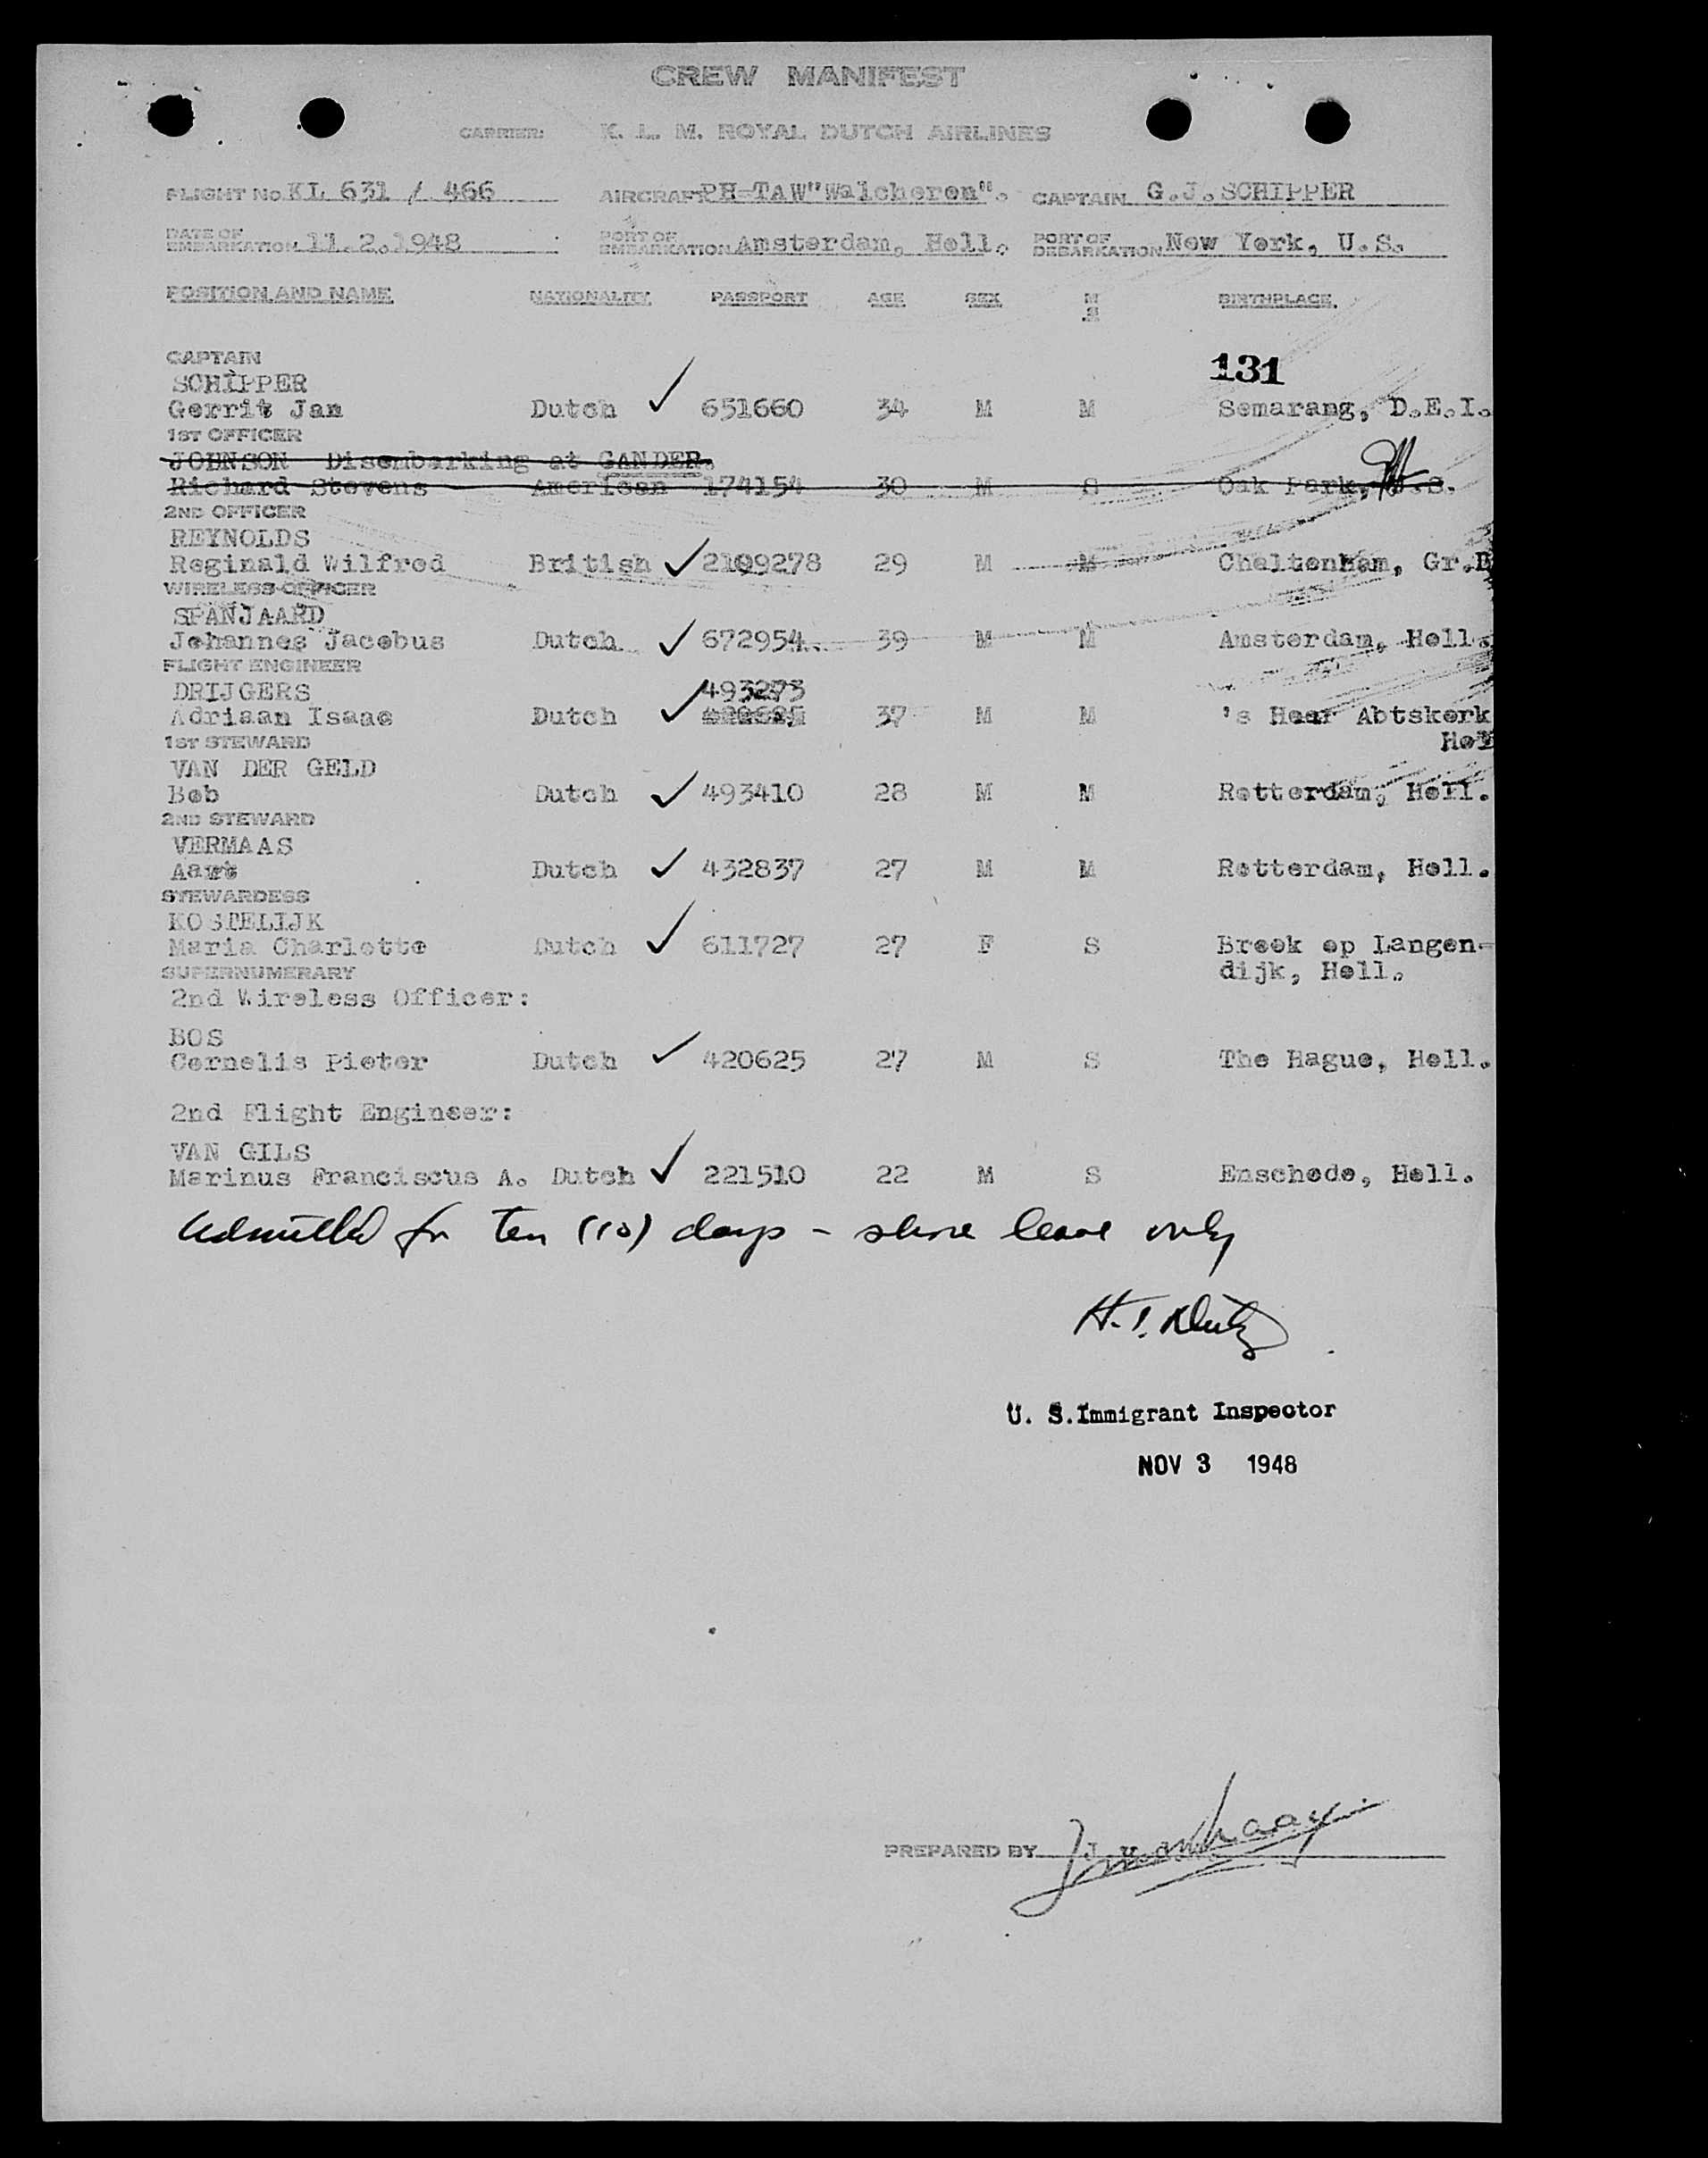 CREW MANIFEST
CARRIER: K. L. M. ROYAL DUTCH AIRLINES
FLIGHT No KL 631 / 466 AIRCRAFT PH-TAW"Walcheren". CAPTAIN G.J.SCHIPPER
DATE OF EMBARKATION 11.2.1948 PORT OF EMBARKATION Amsterdam, Holl. PORT OF DEBARKATION New York, U.S.
POSITION AND NAME NATIONALITY PASSPORT AGE SEX M S BIRTHPLACE
CAPTAIN 131
SCHIPPER
Gerrit Jan Dutch ✓ 651660 34 M M Semarang, D.E.I.
1ST OFFICER
JOHNSON Disembarking at GANDER.
Richard Stevens American 174154 30 M S Oak Park, U.S.
2ND OFFICER
REYNOLDS
Reginald Wilfred British ✓ 2109278 29 M M Cheltenham, Gr.B
WIRELESS OFFICER
SPANJAARD
Johannes Jacobus Dutch ✓ 672954 39 M M Amsterdam, Holl.
FLIGHT ENGINEER
DRIJGERS 493273
Adriaan Isaac Dutch ✓ 37 M M 's Heer Abtskerk
1ST STEWARD Hol
VAN DER GELD
Bob Dutch ✓ 493410 28 M M Rotterdam, Holl.
2ND STEWARD
VERMAAS
Aart Dutch ✓ 432837 27 M M Rotterdam, Holl.
STEWARDESS
KOSTELIJK
Maria Charlotte Dutch ✓ 611727 27 F S Broek op Langen-
SUPERNUMERARY dijk, Holl.
2nd Wireless Officer:
BOS
Cornelis Pieter Dutch ✓ 420625 27 M S The Hague, Holl.
2nd Flight Engineer:
VAN GILS
Marinus Franciscus A. Dutch ✓ 221510 22 M S Enschede, Holl.
Admitted for ten (10) days - shore leave only
U. S. Immigrant Inspector
NOV 3 1948
PREPARED BY